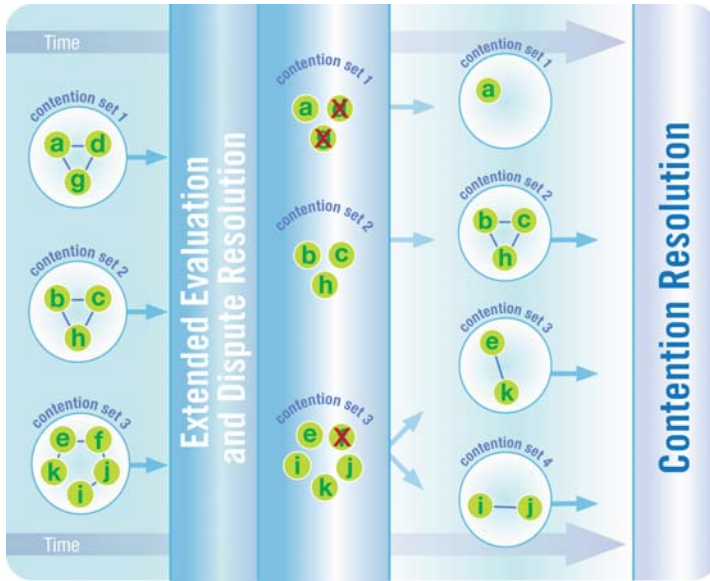 Time
contention set 1
a d
g
contention set 2
b c
h
contention set 3
e f
k j
i
Time
Extended Evaluation
and Dispute Resolution
contention set 1
a
contention set 2
b c
h
contention set 3
e
i j
k
contention set 1
a
contention set 2
b c
h
contention set 3
e
k
contention set 4
i j
Contention Resolution